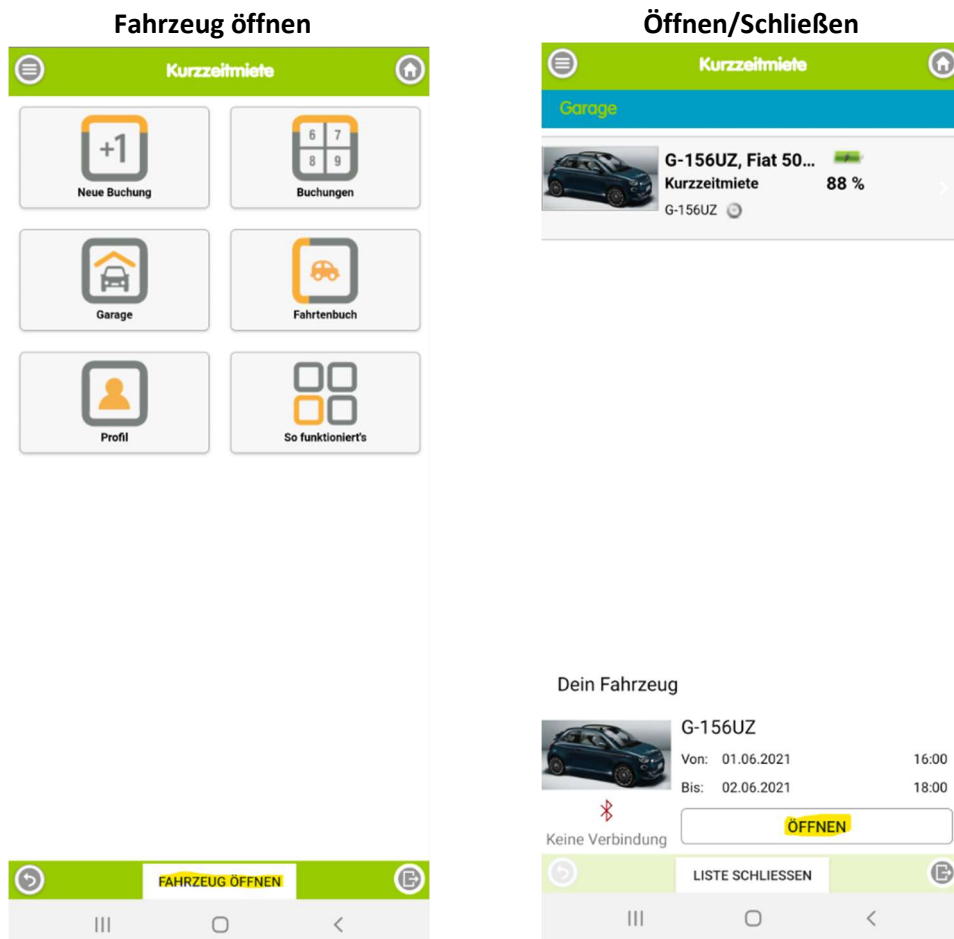 Fahrzeug öffnen
Kurzzeitmiete
+1
Neue Buchung
6 7
8 9
Buchungen
Garage
Fahrtenbuch
Profil
So funktioniert's
FAHRZEUG ÖFFNEN
Öffnen/Schließen
Kurzzeitmiete
Garage
G-156UZ, Fiat 50...
Kurzzeitmiete 88 %
G-156UZ
Dein Fahrzeug
G-156UZ
Von: 01.06.2021 16:00
Bis: 02.06.2021 18:00
Keine Verbindung
ÖFFNEN
LISTE SCHLIESSEN